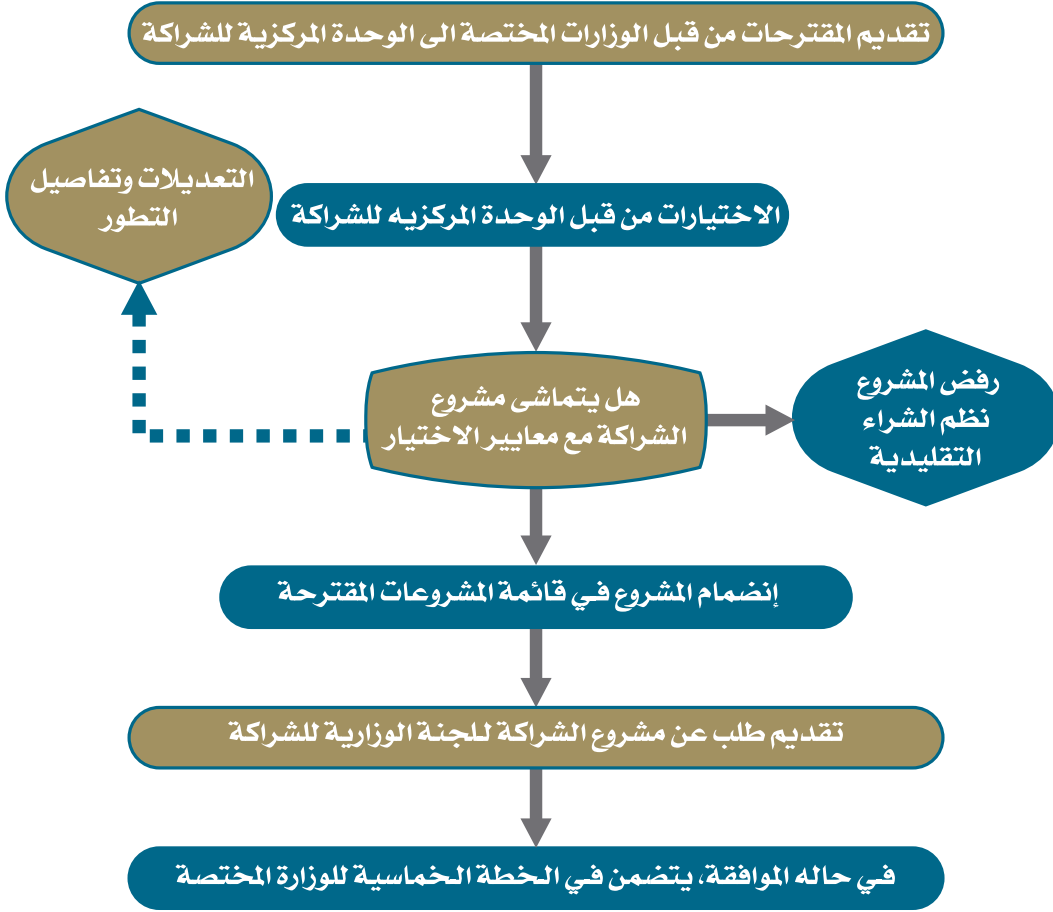 تقديم المقترحات من قبل الوزارات المختصة الى الوحدة المركزية للشراكة
التعديلات وتفاصيل
التطور
الاختيارات من قبل الوحدة المركزيه للشراكة
هل يتماشى مشروع
الشراكة مع معايير الاختيار
رفض المشروع
نظم الشراء
التقليدية
إنضمام المشروع في قائمة المشروعات المقترحة
تقديم طلب عن مشروع الشراكة للجنة الوزارية للشراكة
في حاله الموافقة، يتضمن في الخطة الخماسية للوزارة المختصة